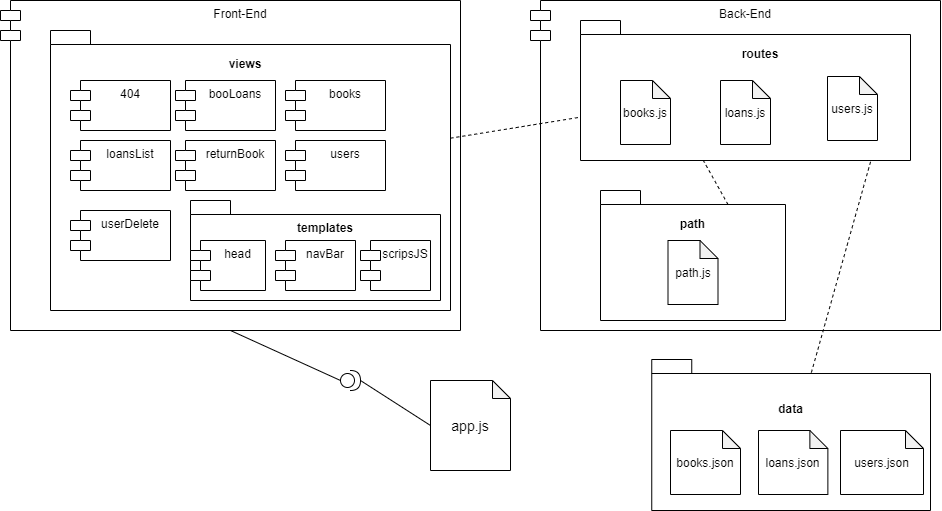 Front-End
views
404
booLoans
books
loansList
returnBook
users
userDelete
templates
head
navBar
scripsJS
app.js
Back-End
routes
books.js
loans.js
users.js
path
path.js
data
books.json
loans.json
users.json